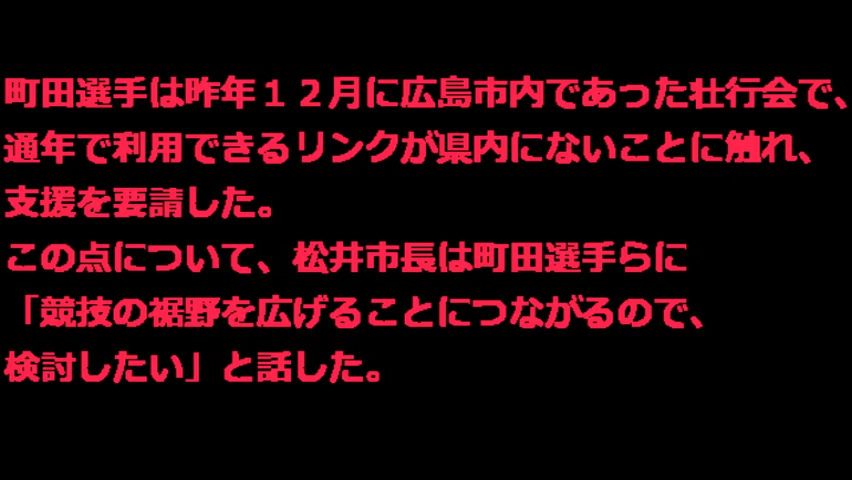 町田選手は昨年１２月に広島市内であった壮行会で、
通年で利用できるリンクが県内にないことに触れ、
支援を要請した。
この点について、松井市長は町田選手らに
「競技の裾野を広げることにつながるので、
検討したい」と話した。